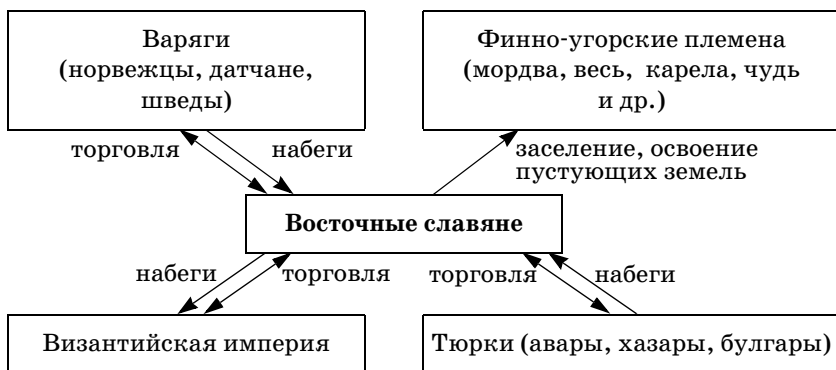 Варяги
(норвежцы, датчане,
шведы)
Финно-угорские племена
(мордва, весь, карела, чудь
и др.)
торговля
набеги
заселение, освоение
пустующих земель
Восточные славяне
набеги
торговля
торговля
набеги
Византийская империя
Тюрки (авары, хазары, булгары)